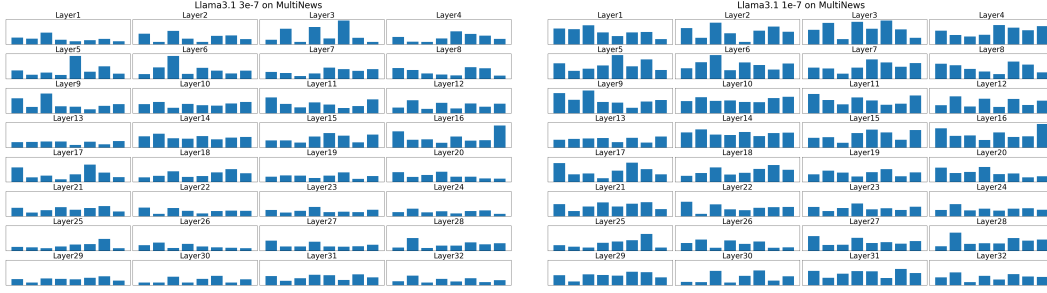 Llama3.1 3e-7 on MultiNews
Layer1 Layer2 Layer3 Layer4
Layer5 Layer6 Layer7 Layer8
Layer9 Layer10 Layer11 Layer12
Layer13 Layer14 Layer15 Layer16
Layer17 Layer18 Layer19 Layer20
Layer21 Layer22 Layer23 Layer24
Layer25 Layer26 Layer27 Layer28
Layer29 Layer30 Layer31 Layer32
Llama3.1 1e-7 on MultiNews
Layer1 Layer2 Layer3 Layer4
Layer5 Layer6 Layer7 Layer8
Layer9 Layer10 Layer11 Layer12
Layer13 Layer14 Layer15 Layer16
Layer17 Layer18 Layer19 Layer20
Layer21 Layer22 Layer23 Layer24
Layer25 Layer26 Layer27 Layer28
Layer29 Layer30 Layer31 Layer32